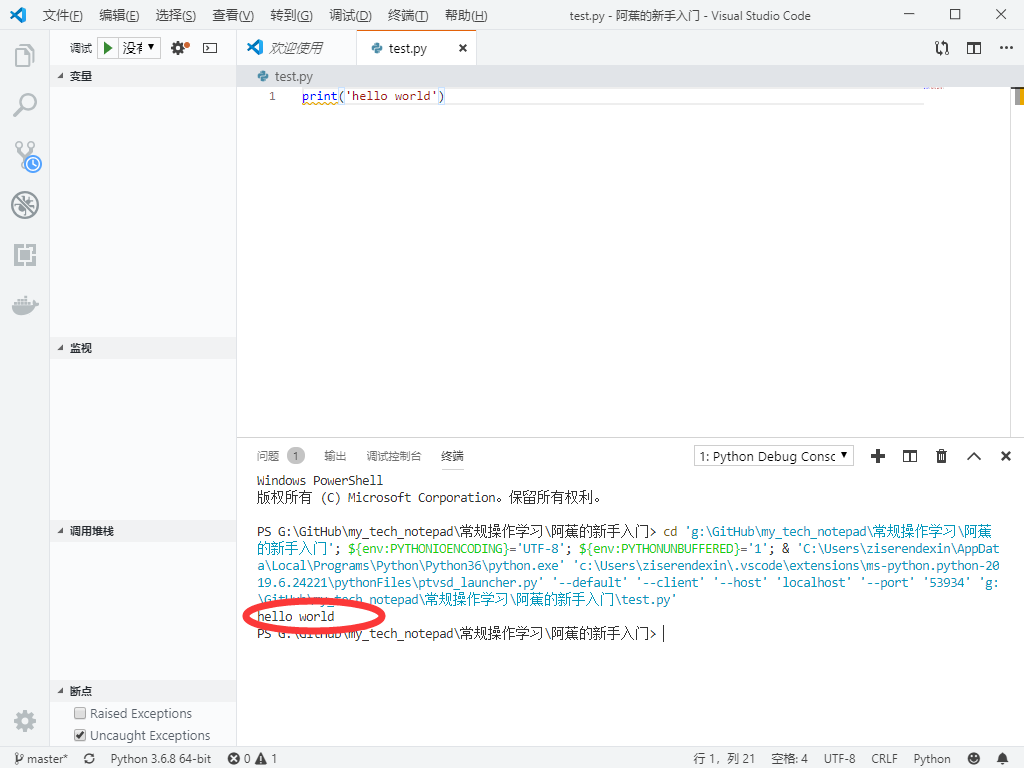 文件(F) 编辑(E) 选择(S) 查看(V) 转到(G) 调试(D) 终端(T) 帮助(H) test.py - 阿蕉的新手入门 - Visual Studio Code
调试 没有 欢迎使用 test.py
变量
test.py
1 print('hello world')
监视
问题 1 输出 调试控制台 终端 1: Python Debug Consc
Windows PowerShell
版权所有 (C) Microsoft Corporation。保留所有权利。
PS G:\GitHub\my_tech_notepad\常规操作学习\阿蕉的新手入门> cd 'g:\GitHub\my_tech_notepad\常规操作学习\阿蕉
的新手入门'; ${env:PYTHONIOENCODING}='UTF-8'; ${env:PYTHONUNBUFFERED}='1'; & 'C:\Users\ziserendexin\AppDat
a\Local\Programs\Python\Python36\python.exe' 'c:\Users\ziserendexin\.vscode\extensions\ms-python.python-20
19.6.24221\pythonFiles\ptvsd_launcher.py' '--default' '--client' '--host' 'localhost' '--port' '53934' 'g:
\GitHub\my_tech_notepad\常规操作学习\阿蕉的新手入门\test.py'
hello world
PS G:\GitHub\my_tech_notepad\常规操作学习\阿蕉的新手入门>
调用堆栈
断点
Raised Exceptions
Uncaught Exceptions
master* Python 3.6.8 64-bit 0 1 行 1，列 21 空格: 4 UTF-8 CRLF Python